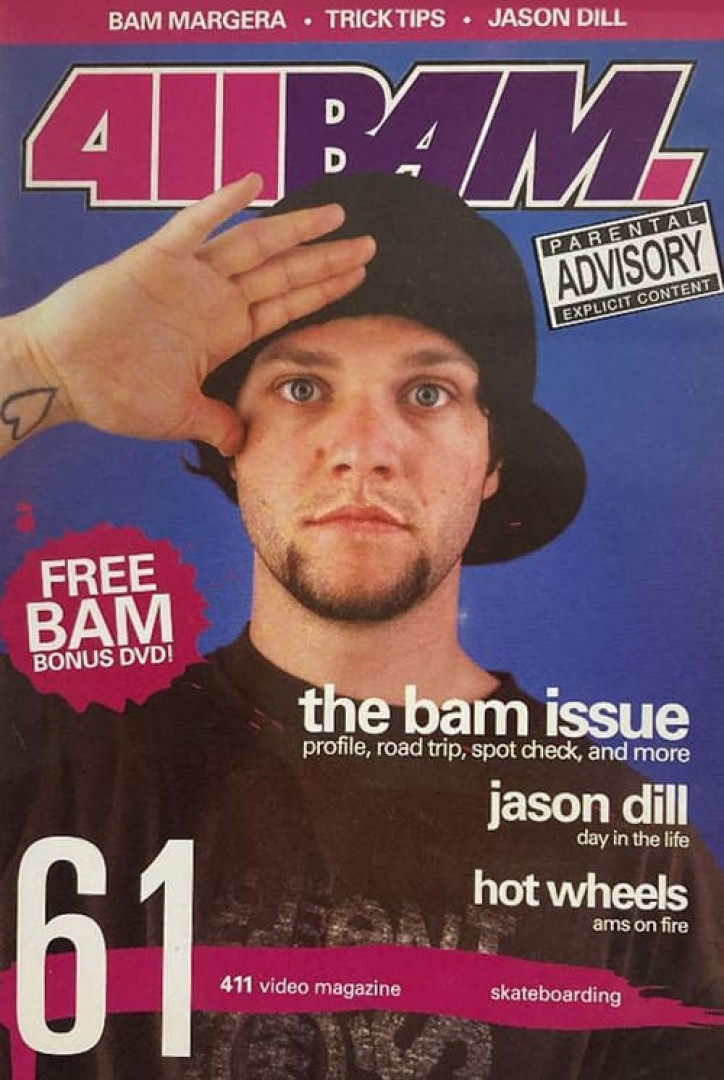 BAM MARGERA • TRICK TIPS • JASON DILL
411BAM.
PARENTAL
ADVISORY
EXPLICIT CONTENT
FREE
BAM
BONUS DVD!
the bam issue
profile, road trip, spot check, and more
jason dill
day in the life
hot wheels
ams on fire
61
411 video magazine
skateboarding